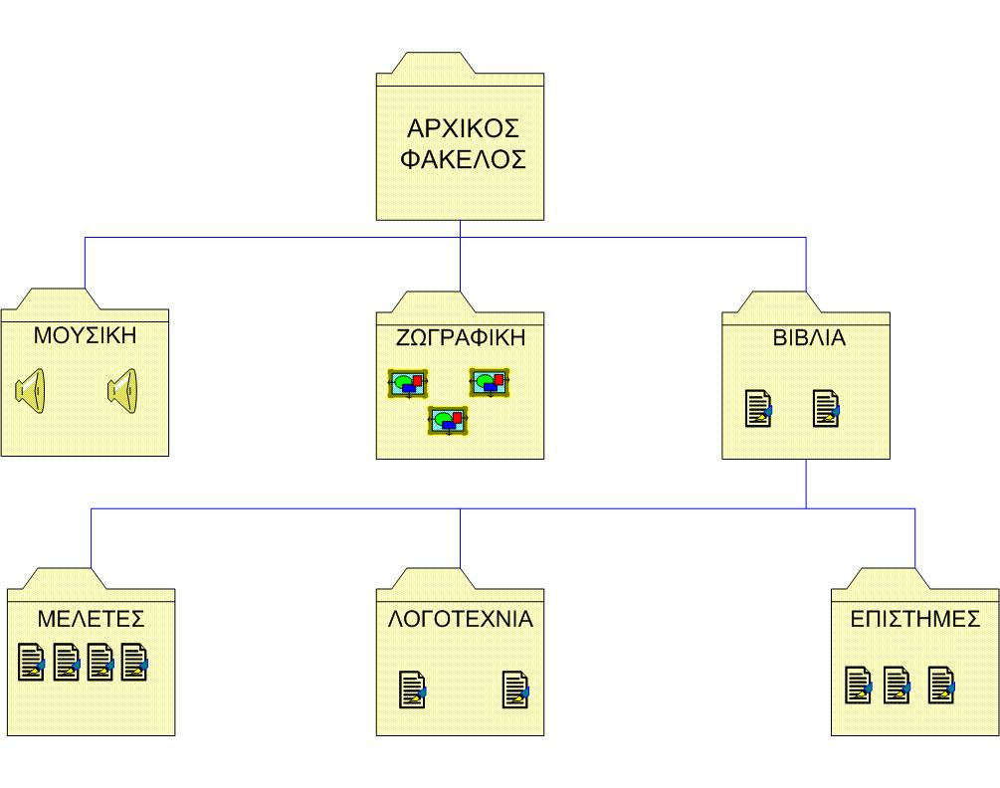 ΑΡΧΙΚΟΣ
ΦΑΚΕΛΟΣ
ΜΟΥΣΙΚΗ
ΖΩΓΡΑΦΙΚΗ
ΒΙΒΛΙΑ
ΜΕΛΕΤΕΣ
ΛΟΓΟΤΕΧΝΙΑ
ΕΠΙΣΤΗΜΕΣ